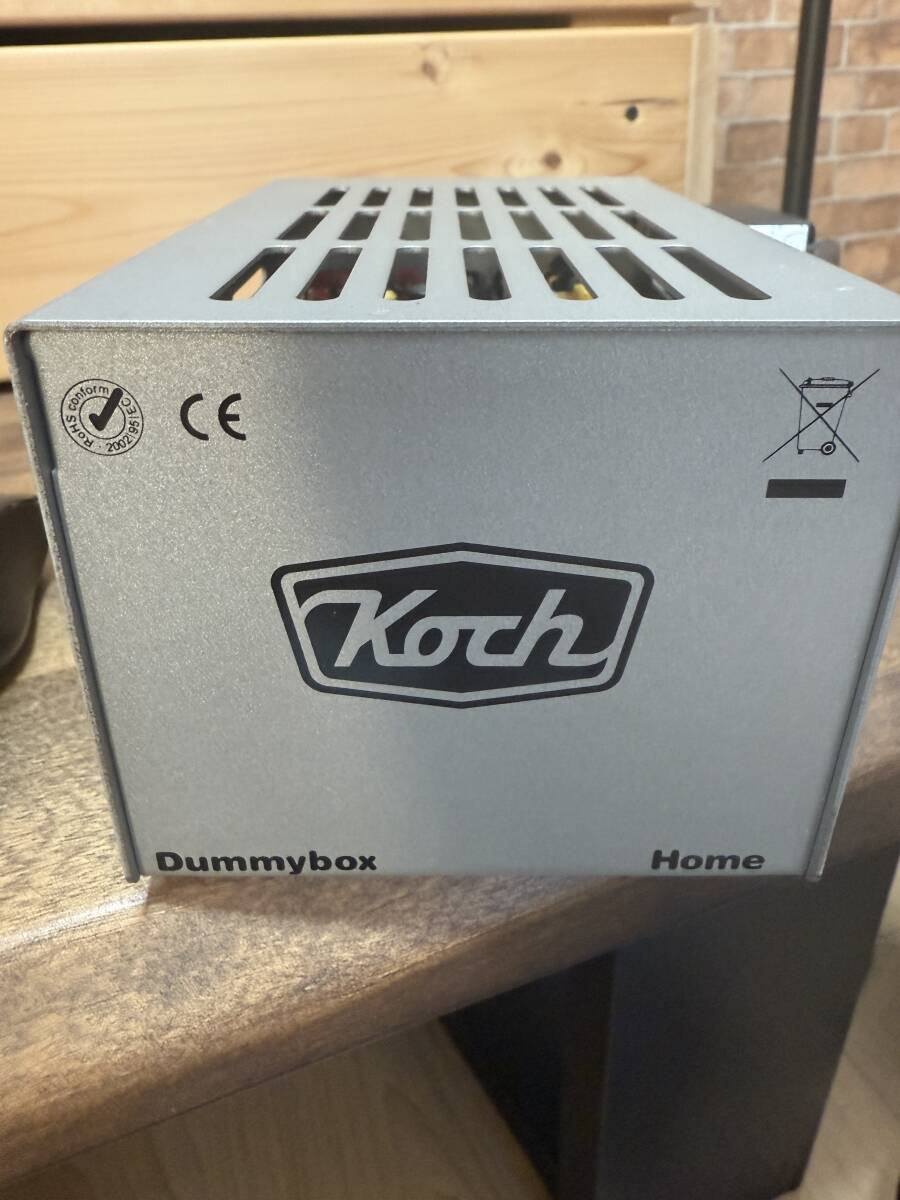 RoHS conform · 2002|95|EC
CE
Koch
Dummybox Home